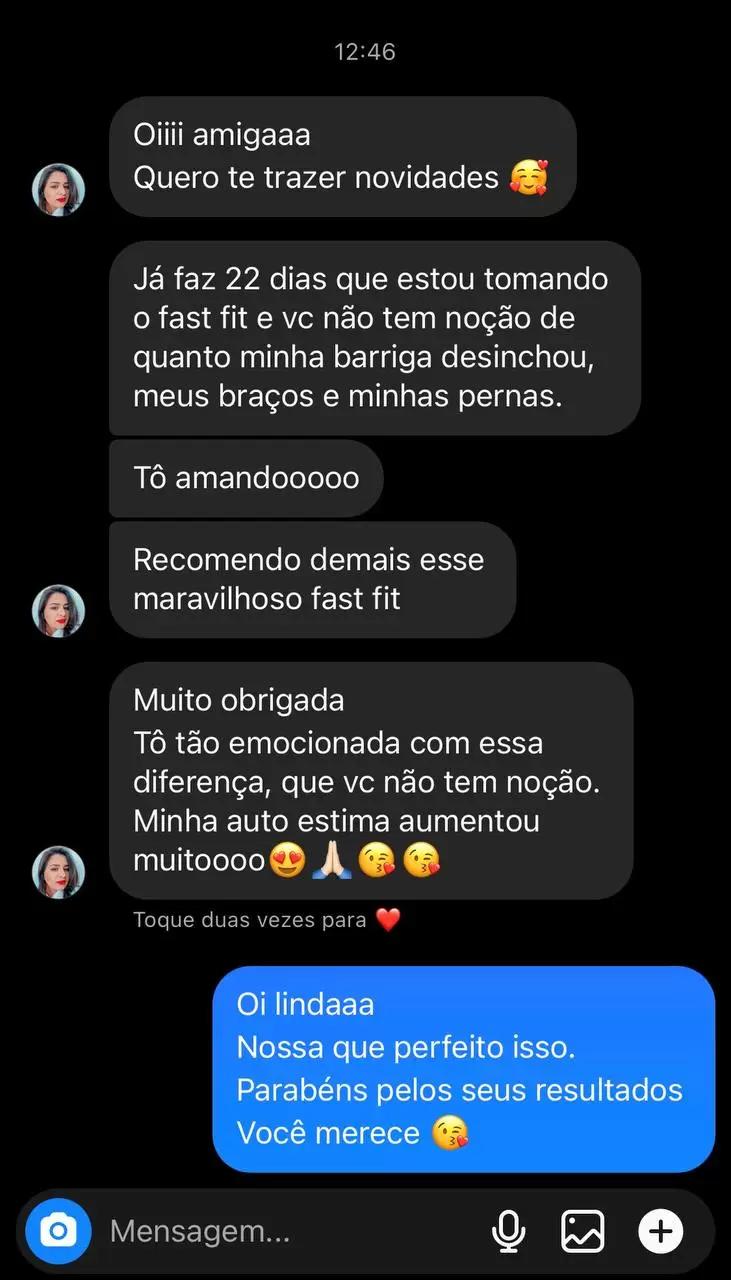 12:46
Oiiii amigaaa
Quero te trazer novidades 🥰
Já faz 22 dias que estou tomando
o fast fit e vc não tem noção de
quanto minha barriga desinchou,
meus braços e minhas pernas.
Tô amandooooo
Recomendo demais esse
maravilhoso fast fit
Muito obrigada
Tô tão emocionada com essa
diferença, que vc não tem noção.
Minha auto estima aumentou
muitoooo😍🙏🏻😘😘
Toque duas vezes para ❤️
Oi lindaaa
Nossa que perfeito isso.
Parabéns pelos seus resultados
Você merece 😘
Mensagem...